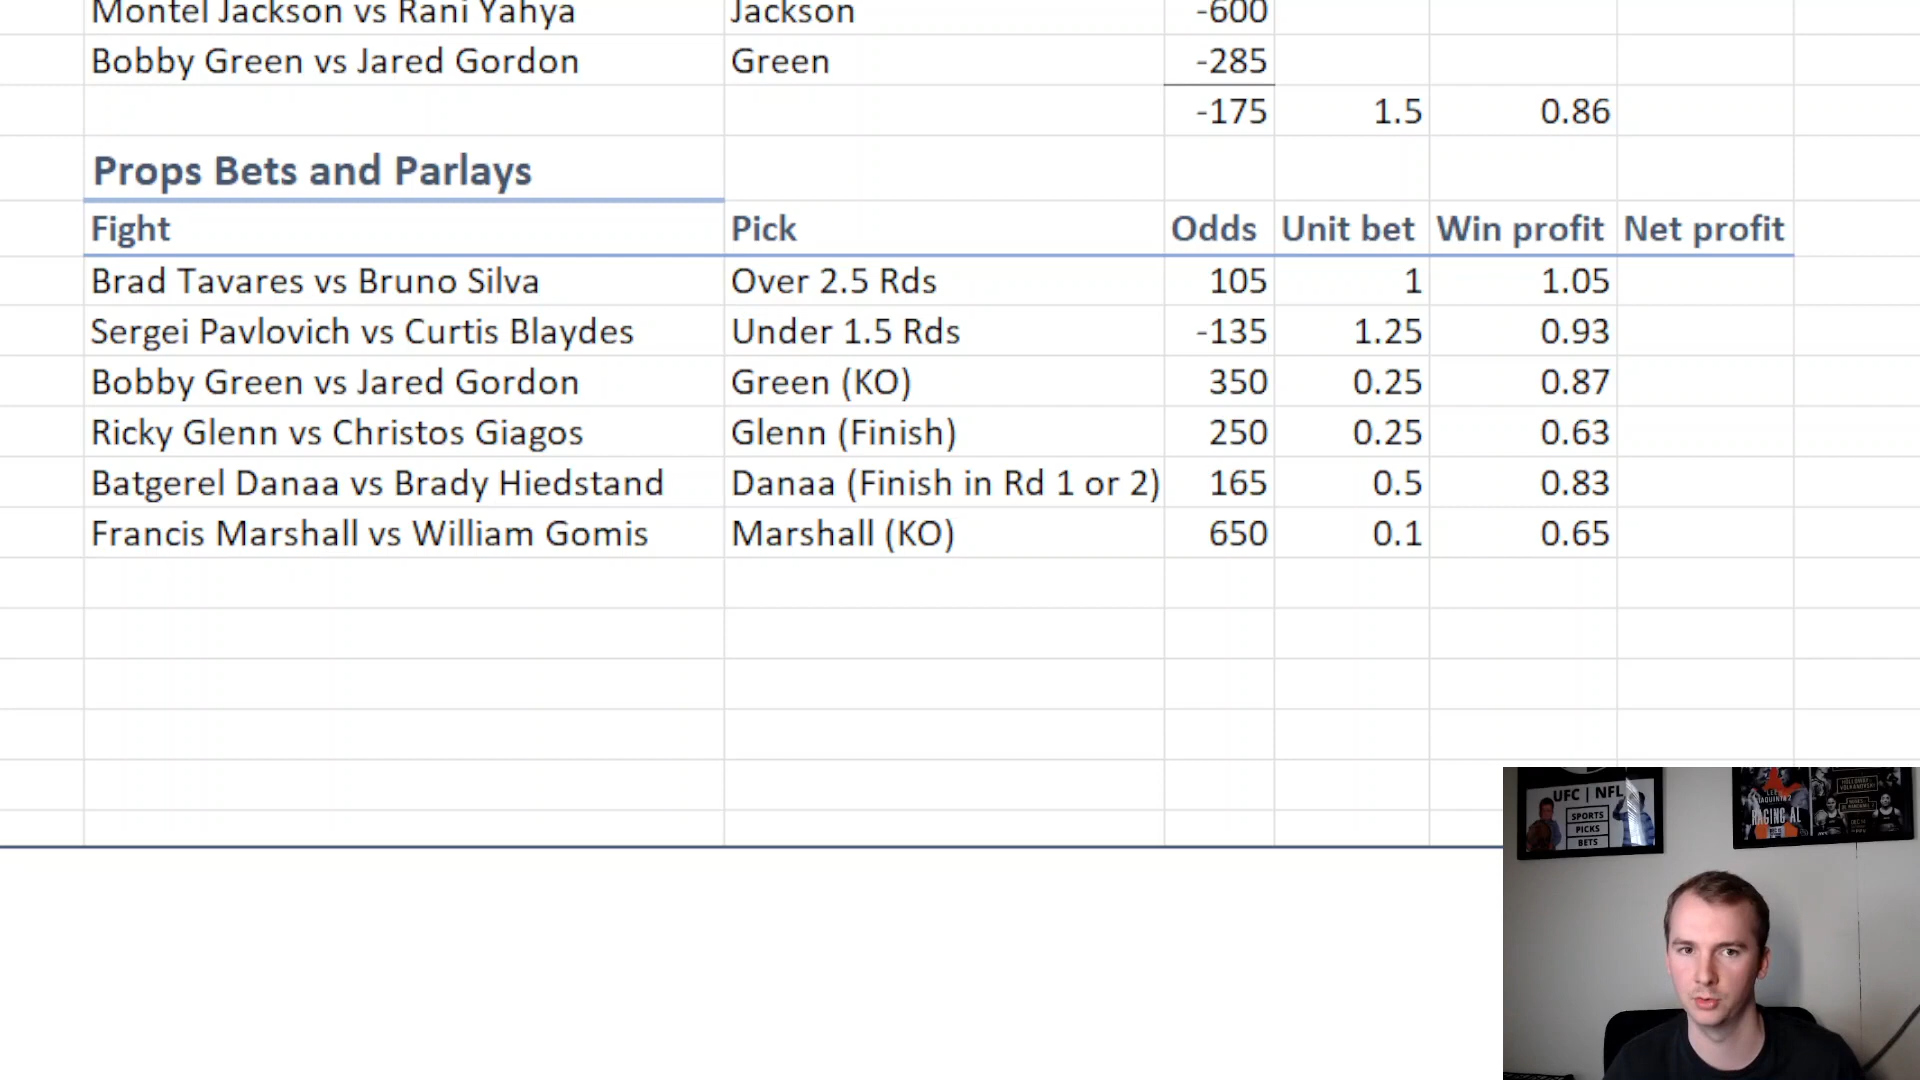 Montel Jackson vs Rani Yahya Jackson -600
Bobby Green vs Jared Gordon Green -285
-175 1.5 0.86
Props Bets and Parlays
Fight Pick Odds Unit bet Win profit Net profit
Brad Tavares vs Bruno Silva Over 2.5 Rds 105 1 1.05
Sergei Pavlovich vs Curtis Blaydes Under 1.5 Rds -135 1.25 0.93
Bobby Green vs Jared Gordon Green (KO) 350 0.25 0.87
Ricky Glenn vs Christos Giagos Glenn (Finish) 250 0.25 0.63
Batgerel Danaa vs Brady Hiedstand Danaa (Finish in Rd 1 or 2) 165 0.5 0.83
Francis Marshall vs William Gomis Marshall (KO) 650 0.1 0.65
UFC | NFL
SPORTS
PICKS
BETS
RAGING AL